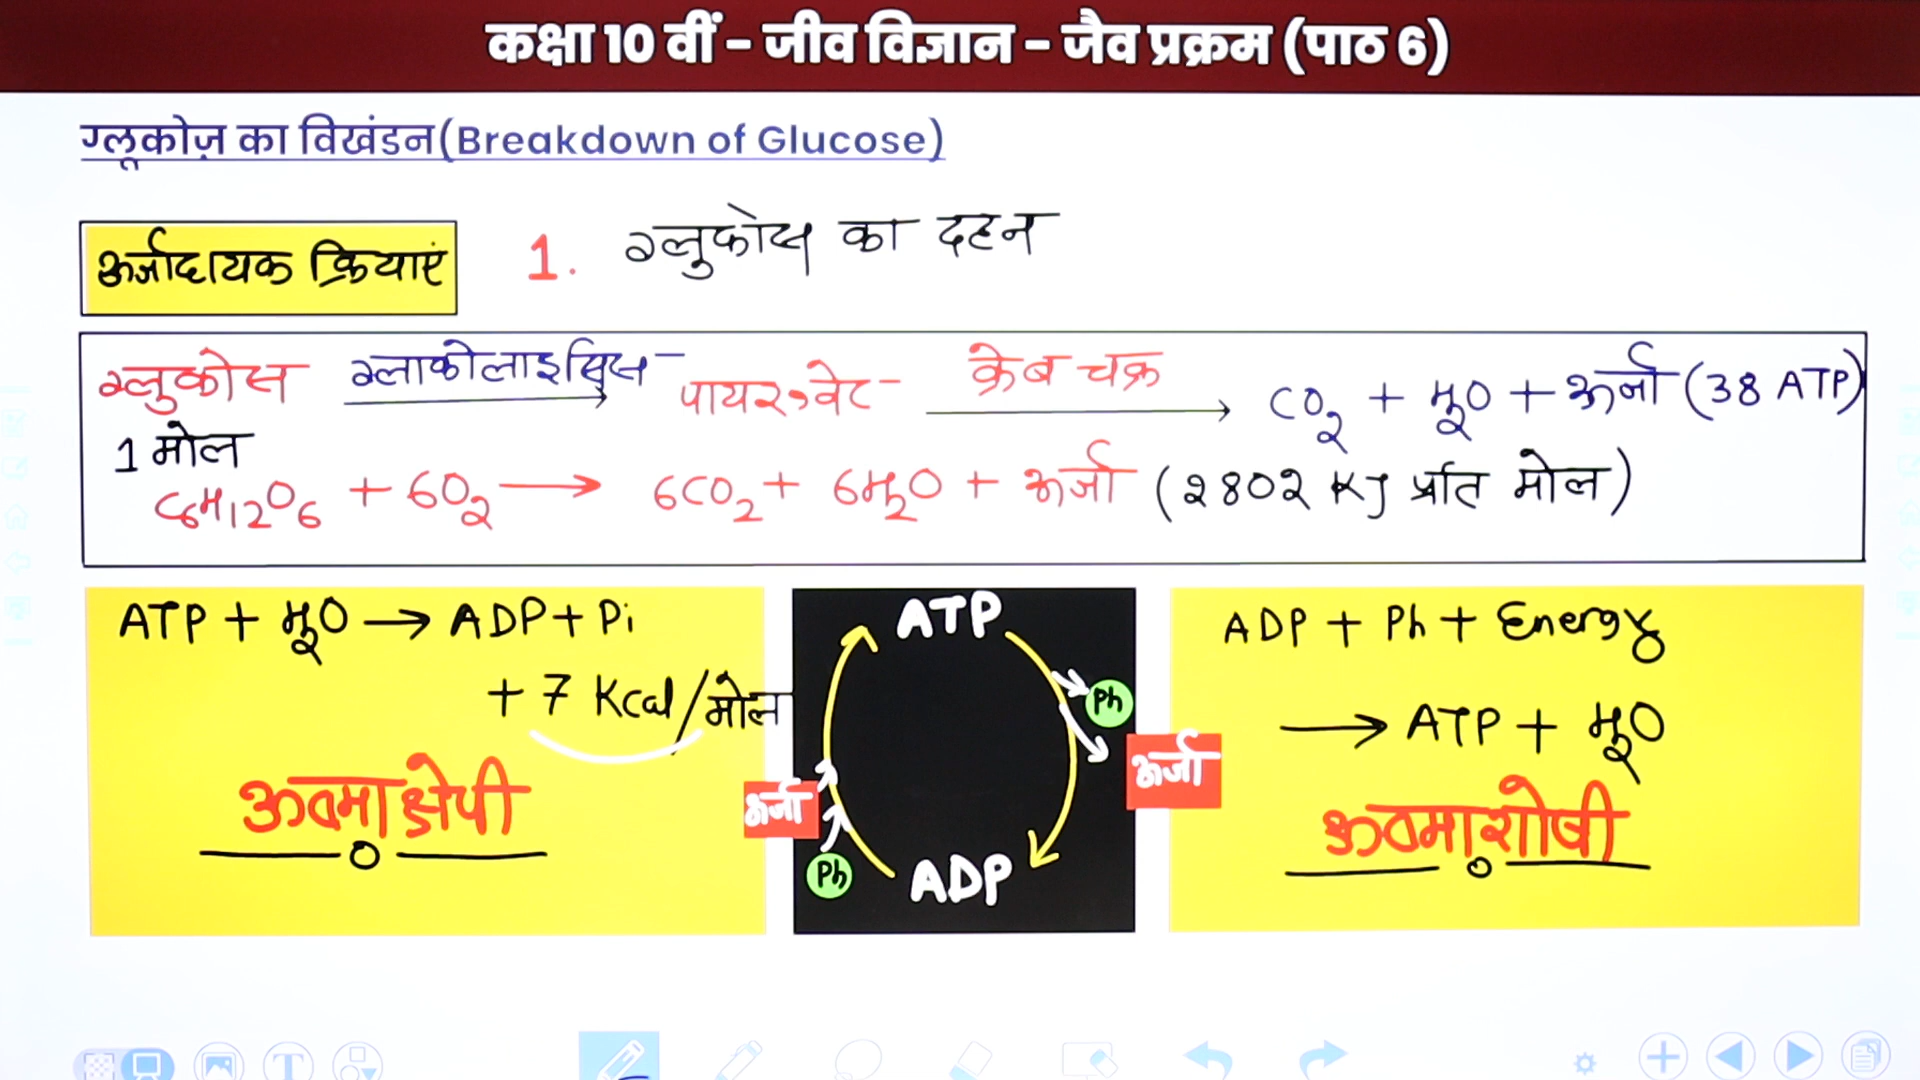 कक्षा 10 वीं - जीव विज्ञान - जैव प्रक्रम (पाठ 6)
ग्लूकोज़ का विखंडन(Breakdown of Glucose)
ऊर्जादायक क्रियाएं
1. ग्लुकोस का दहन
ग्लुकोस ग्लाकोलाइसिस पायरुवेट क्रेब चक्र CO2 + H2O + ऊर्जा (38 ATP)
1 मोल
C6H12O6 + 6O2 → 6CO2 + 6H2O + ऊर्जा (2802 KJ प्रति मोल)
ATP + H2O → ADP + Pi
+ 7 Kcal/मोल
ऊष्माक्षेपी
ATP
Ph
ऊर्जा
ऊर्जा
Ph
ADP
ADP + Ph + Energy
→ ATP + H2O
ऊष्माशोषी